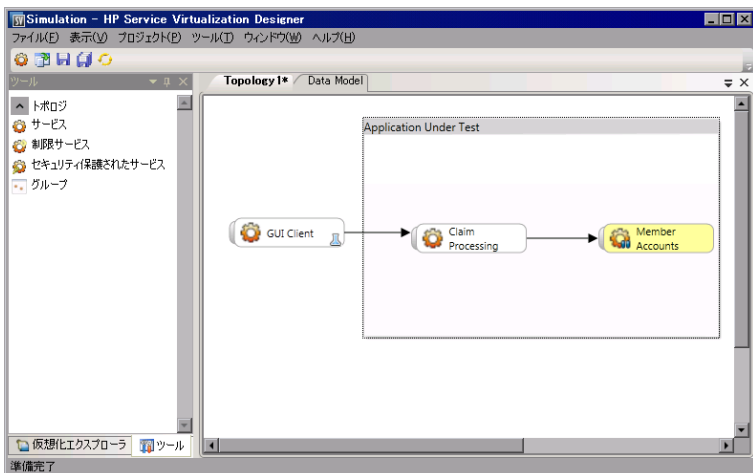 Simulation - HP Service Virtualization Designer
ファイル(F) 表示(V) プロジェクト(P) ツール(T) ウィンドウ(W) ヘルプ(H)
ツール
トポロジ
サービス
制限サービス
セキュリティ保護されたサービス
グループ
Topology 1* Data Model
Application Under Test
GUI Client
Claim
Processing
Member
Accounts
仮想化エクスプローラ ツール
準備完了